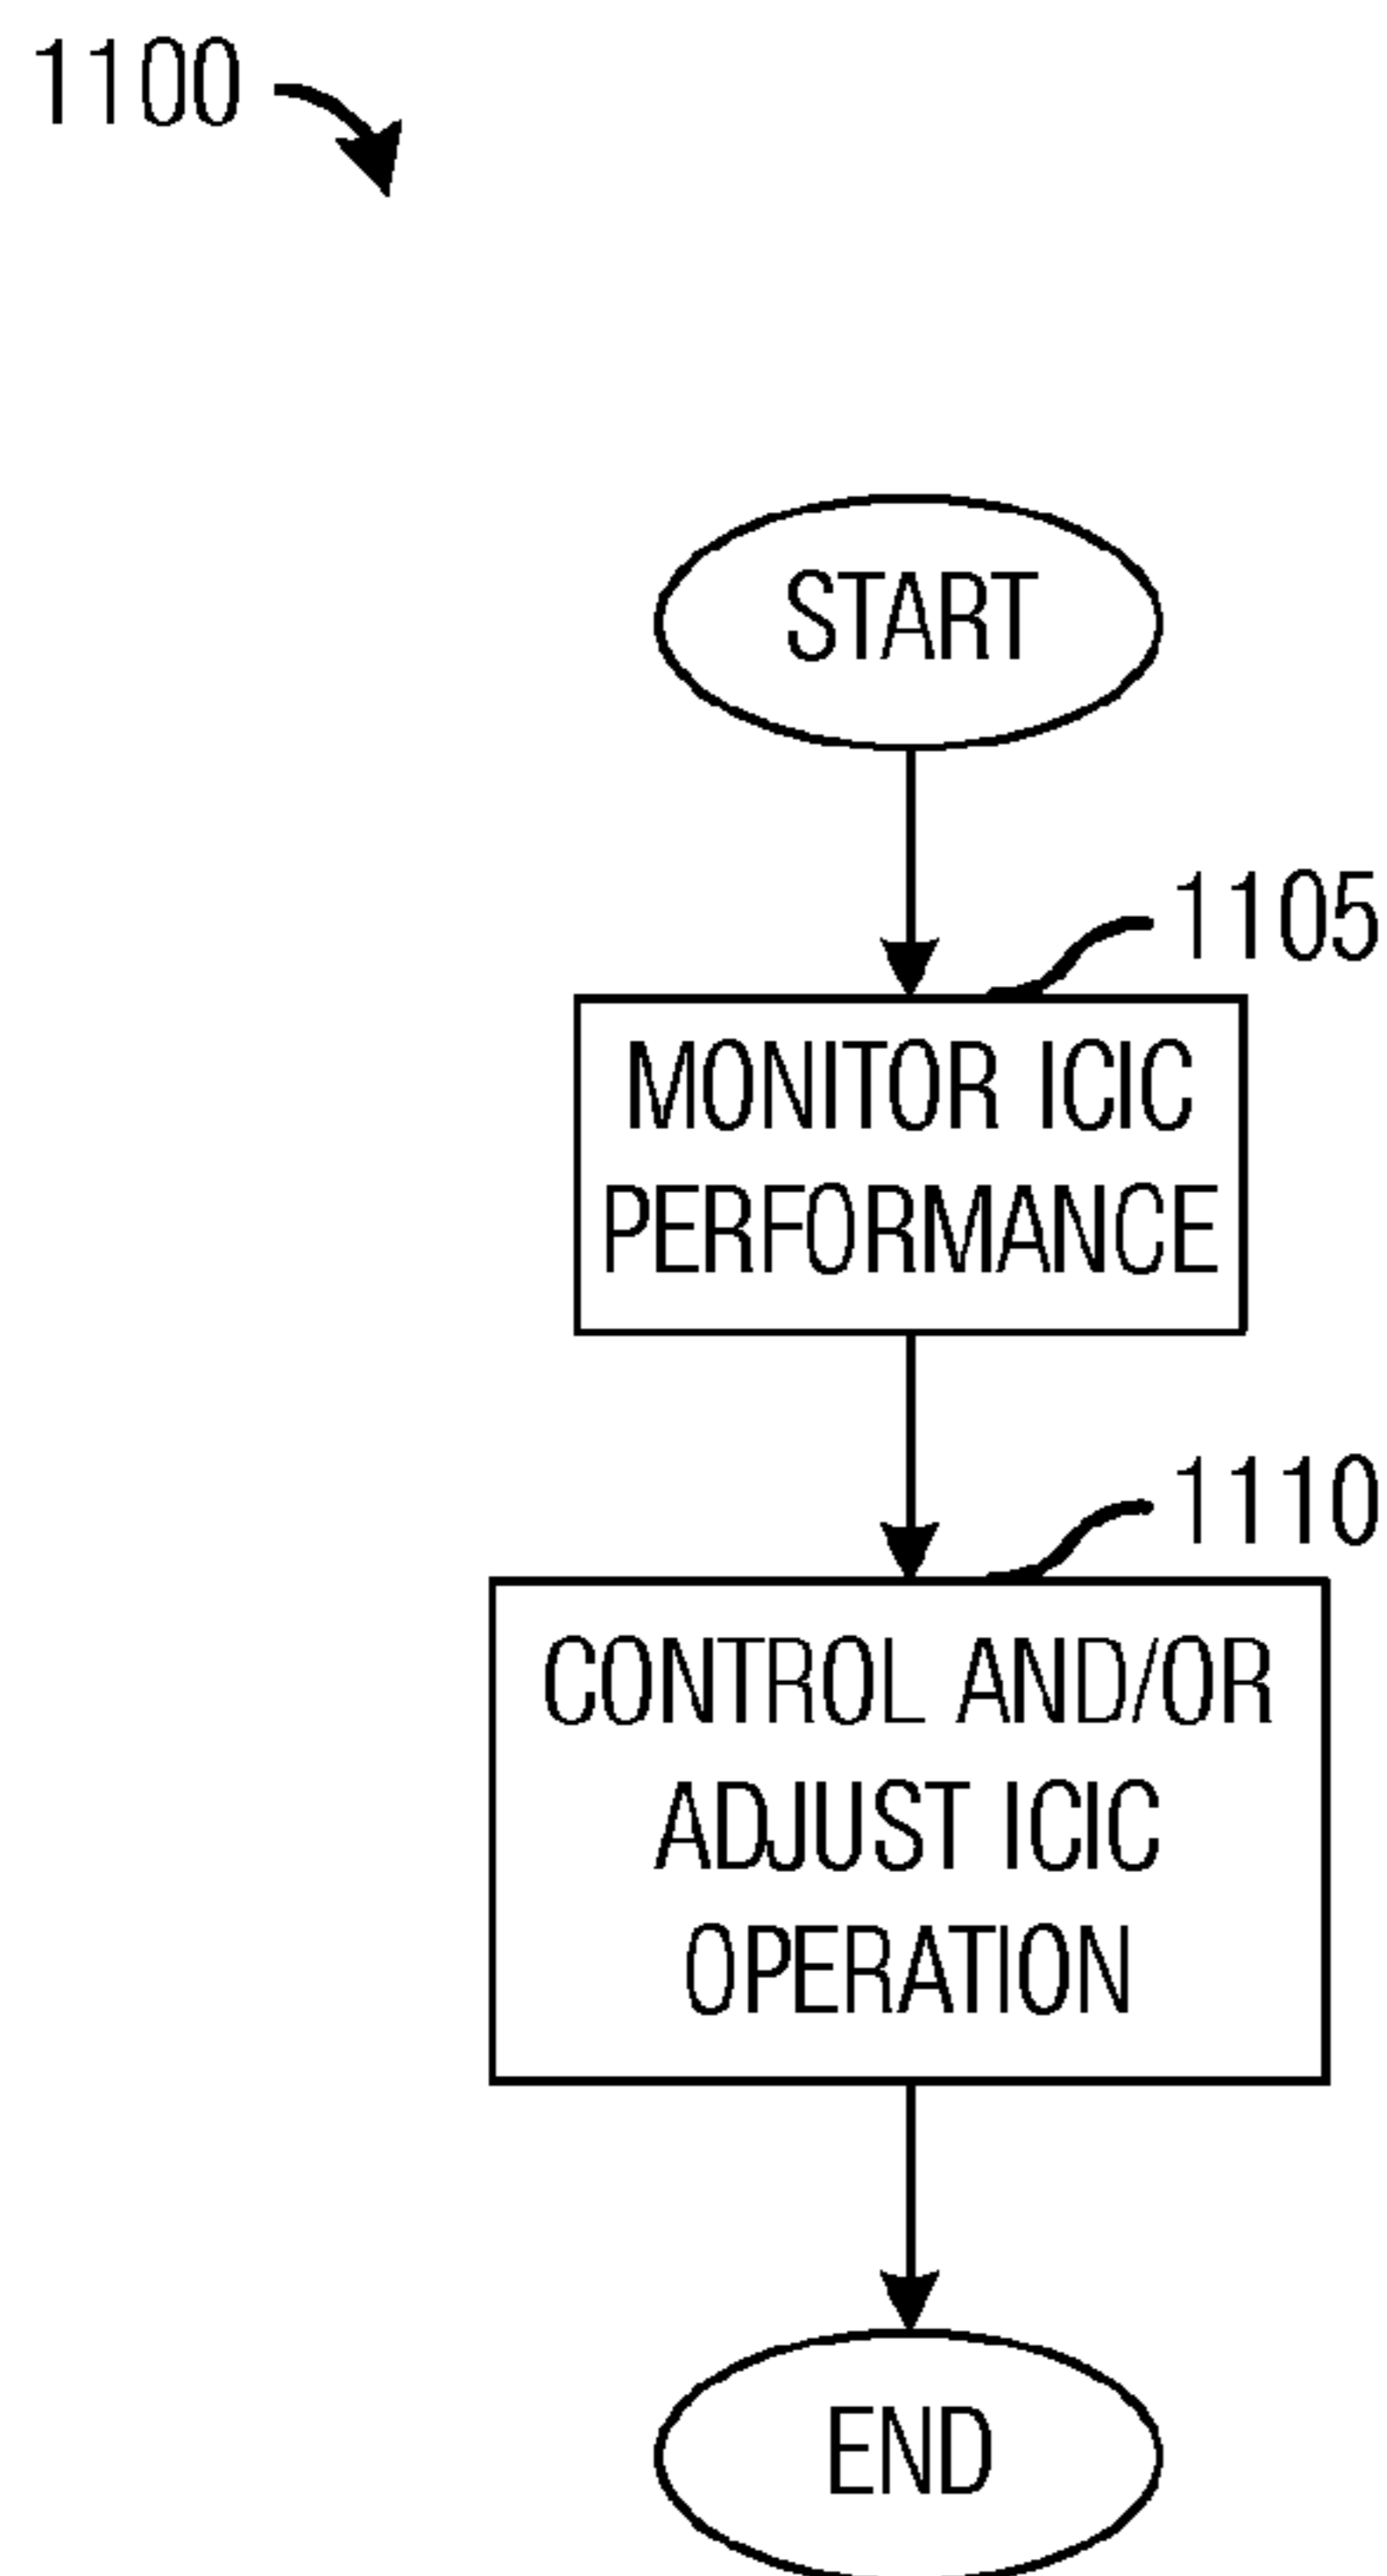 1100
START
1105
MONITOR ICIC
PERFORMANCE
1110
CONTROL AND/OR
ADJUST ICIC
OPERATION
END